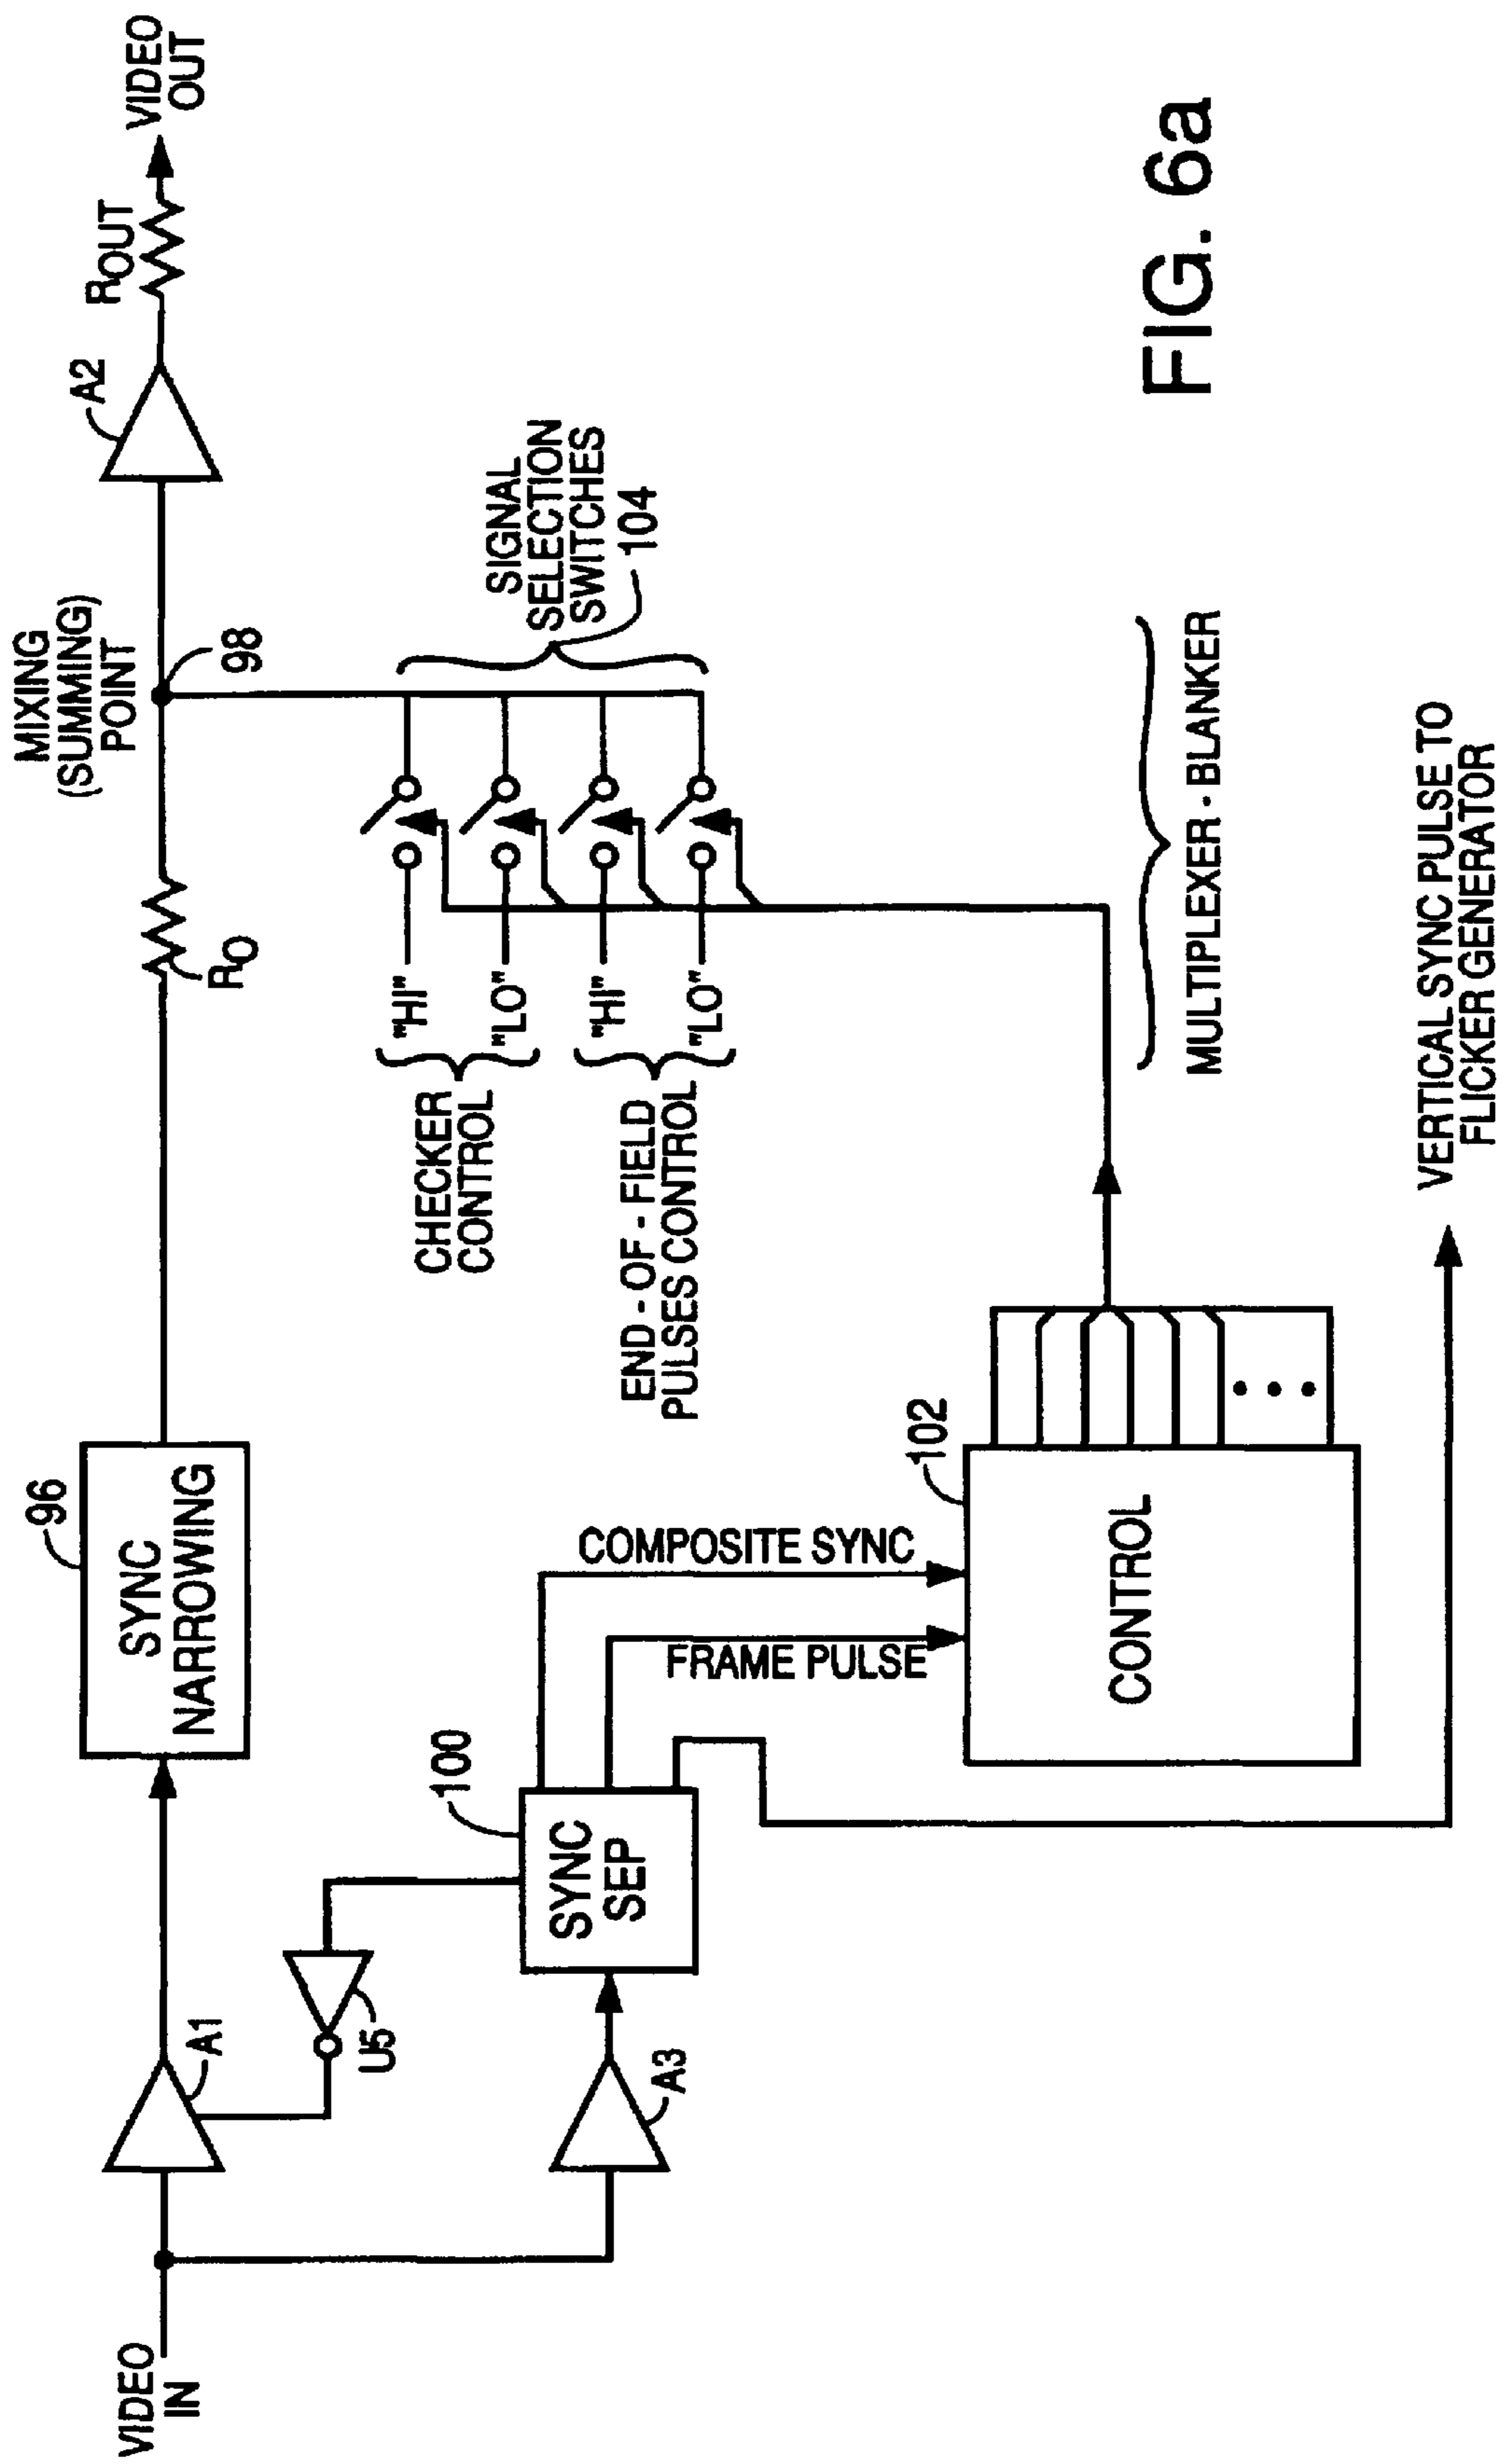 VIDEO
IN
A1
U5
A3
96
SYNC
NARROWING
100
SYNC
SEP
COMPOSITE SYNC
FRAME PULSE
102
CONTROL
RO
MIXING
(SUMMING)
POINT
98
A2
ROUT
VIDEO
OUT
CHECKER
CONTROL
"HI"
"LO"
END - OF - FIELD
PULSES CONTROL
"HI"
"LO"
SIGNAL
SELECTION
SWITCHES
104
MULTIPLEXER - BLANKER
VERTICAL SYNC PULSE TO
FLICKER GENERATOR
FIG. 6a